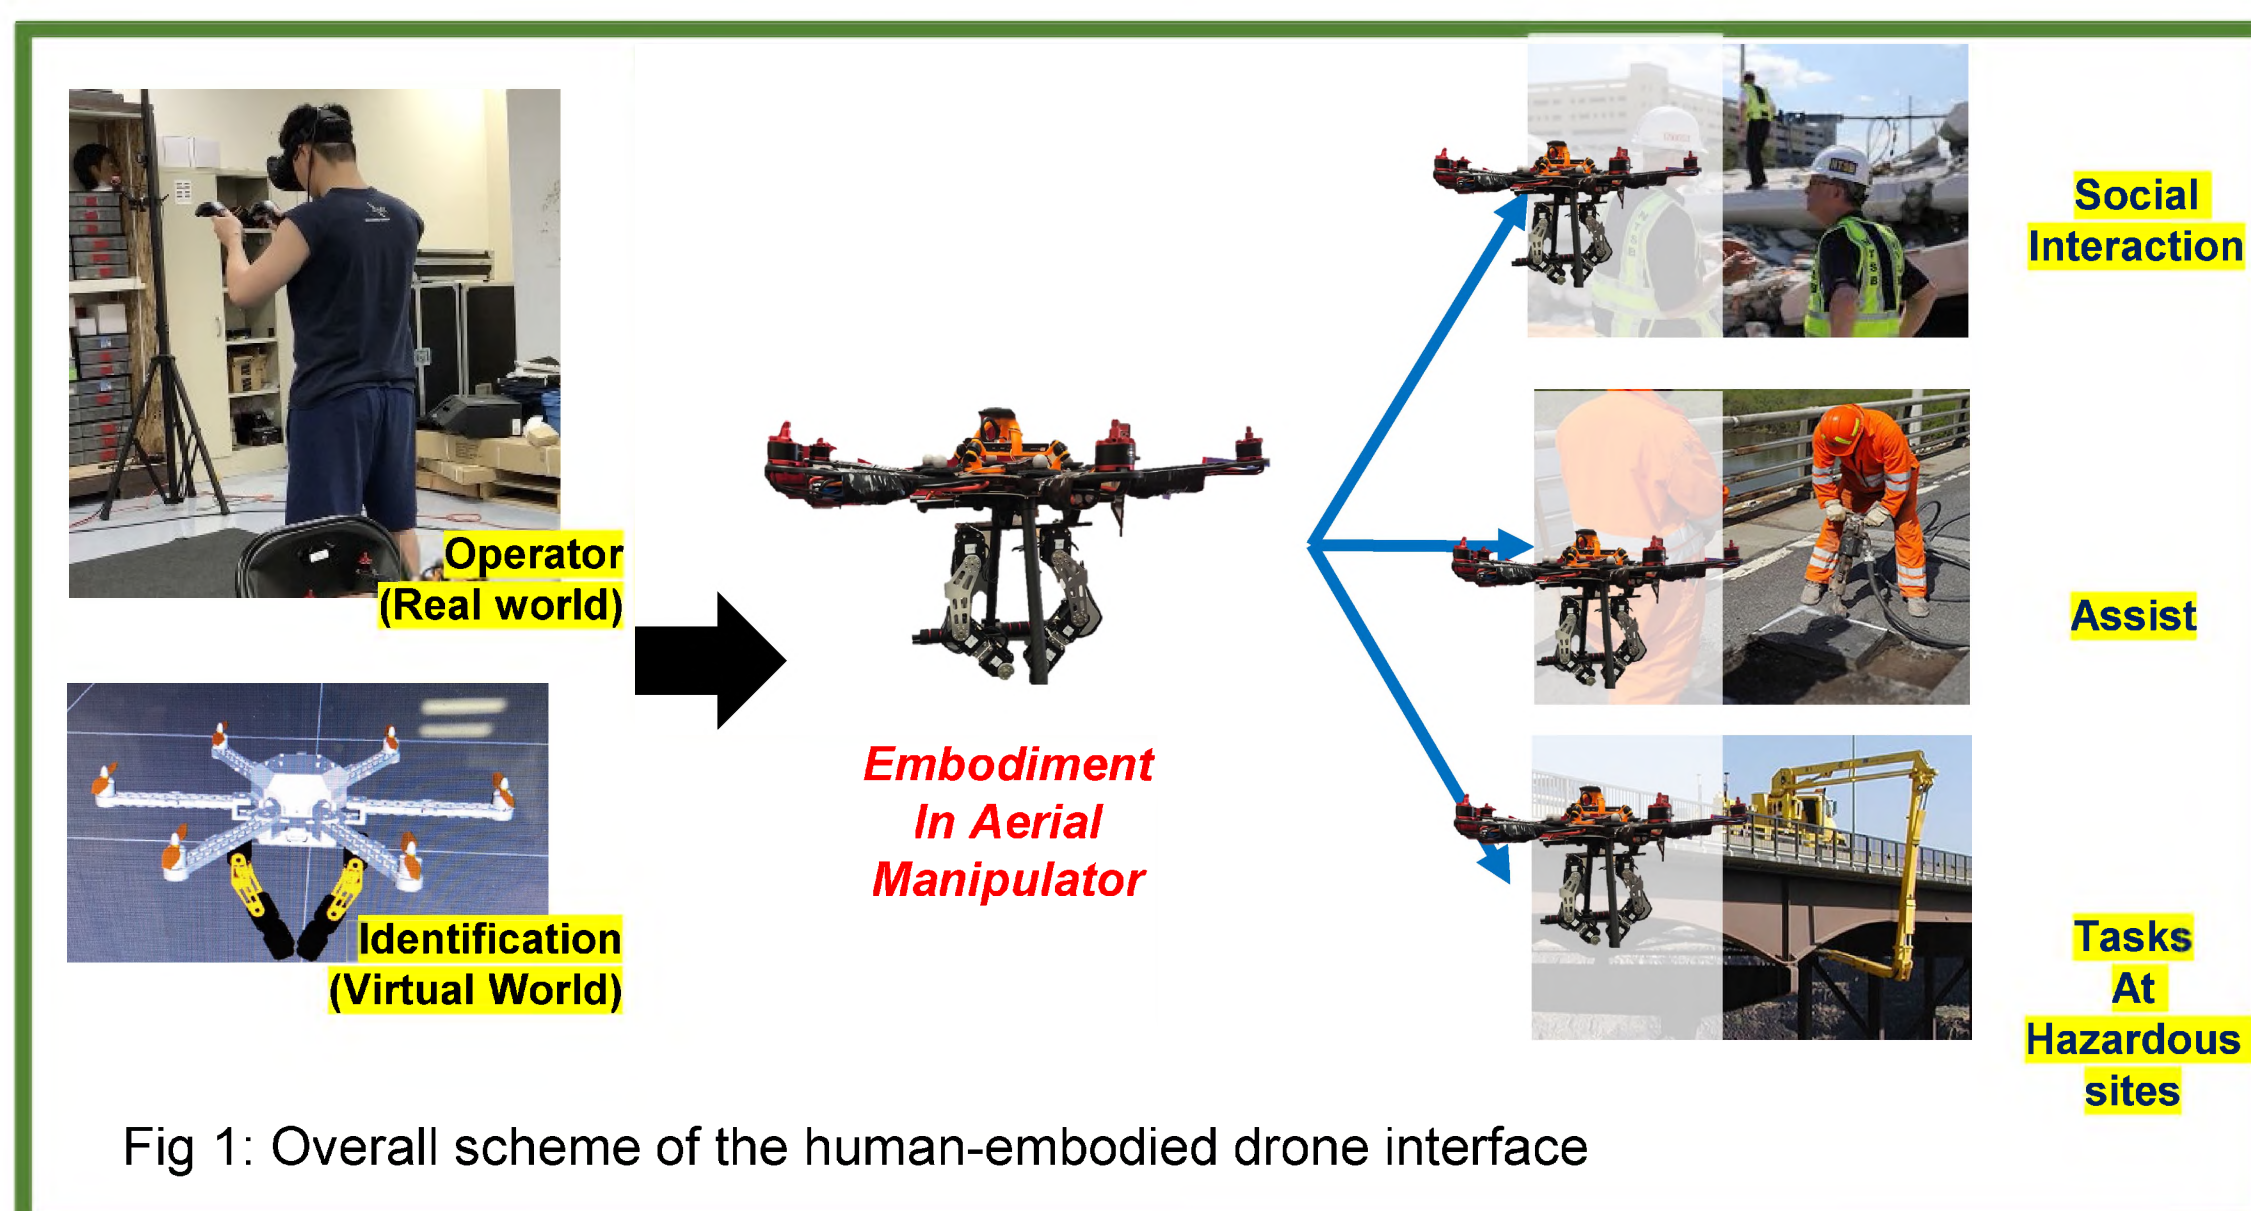 Operator
(Real world)
Identification
(Virtual World)
Embodiment
In Aerial
Manipulator
Social
Interaction
Assist
Tasks
At
Hazardous
sites
NTSB
Fig 1: Overall scheme of the human-embodied drone interface